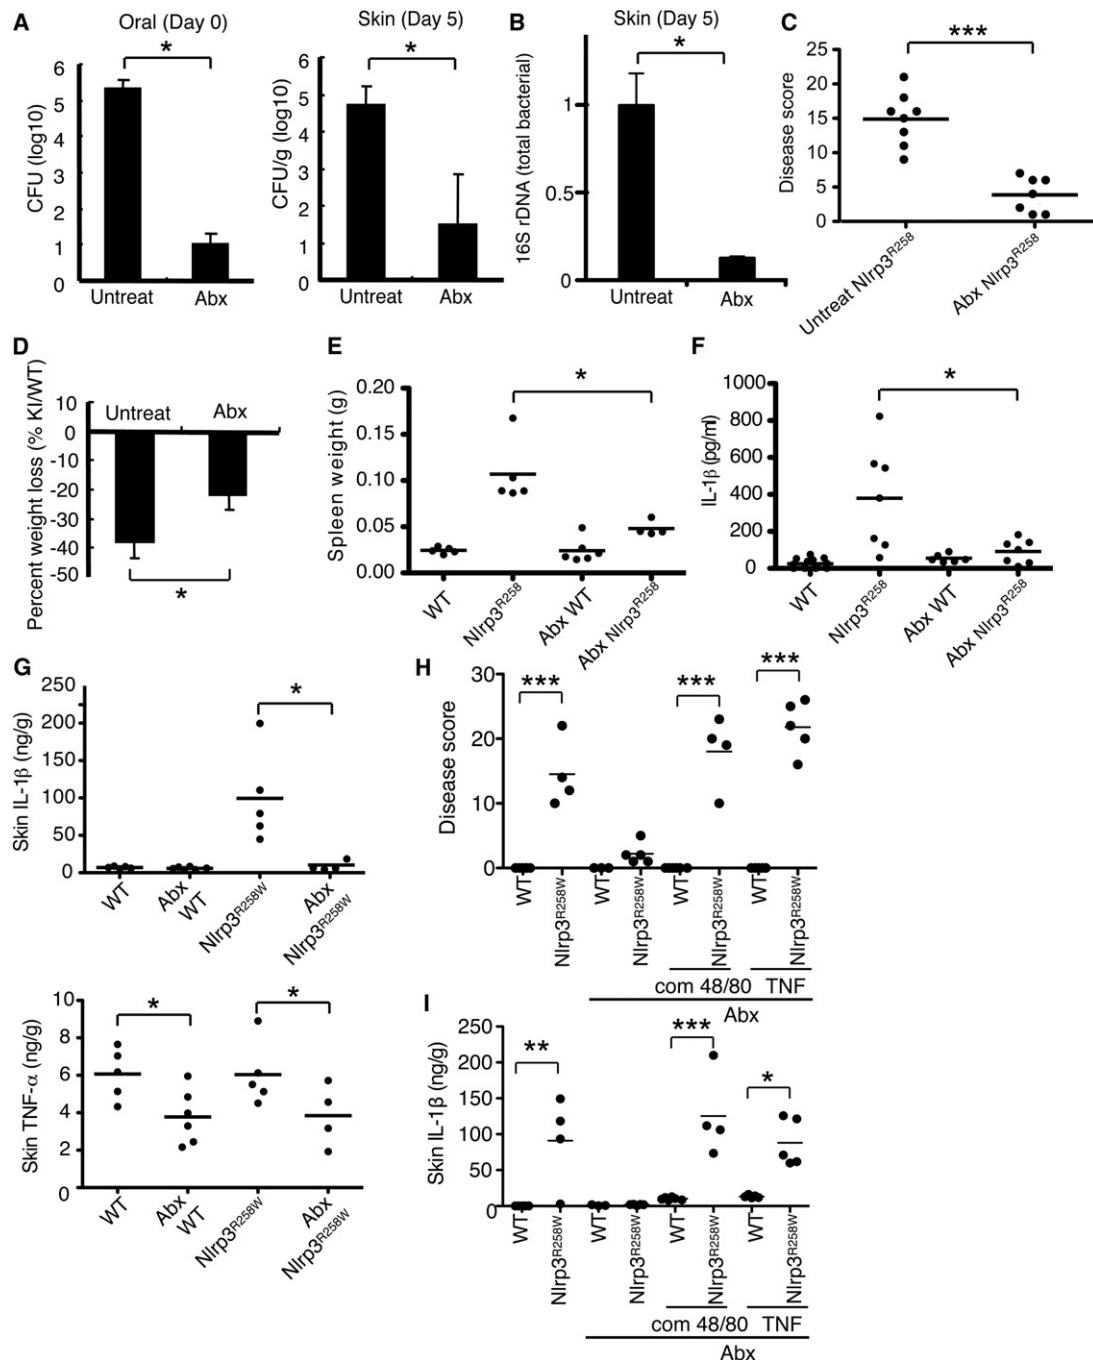 A
Oral (Day 0)
*
CFU (log10)
6
5
4
3
2
1
0
Untreat
Abx
Skin (Day 5)
*
CFU/g (log10)
6
5
4
3
2
1
0
Untreat
Abx
B
Skin (Day 5)
*
16S rDNA (total bacterial)
1
0.5
0
Untreat
Abx
C
***
Disease score
25
20
15
10
5
0
Untreat Nlrp3R258
Abx Nlrp3R258
D
Percent weight loss (% KI/WT)
10
0
-10
-20
-30
-40
-50
Untreat
Abx
*
E
*
Spleen weight (g)
0.20
0.15
0.10
0.05
0.00
WT
Nlrp3R258
Abx WT
Abx Nlrp3R258
F
*
IL-1β (pg/ml)
1000
800
600
400
200
0
WT
Nlrp3R258
Abx WT
Abx Nlrp3R258
G
*
Skin IL-1β (ng/g)
250
200
150
100
50
0
WT
Abx
WT
Nlrp3R258W
Abx
Nlrp3R258W
*
*
Skin TNF-α (ng/g)
10
8
6
4
2
0
WT
Abx
WT
Nlrp3R258W
Abx
Nlrp3R258W
H
***
***
***
Disease score
30
20
10
0
WT
Nlrp3R258W
WT
Nlrp3R258W
WT
Nlrp3R258W
WT
Nlrp3R258W
com 48/80
TNF
Abx
I
**
***
*
Skin IL-1β (ng/g)
250
200
150
100
50
0
WT
Nlrp3R258W
WT
Nlrp3R258W
WT
Nlrp3R258W
WT
Nlrp3R258W
com 48/80
TNF
Abx